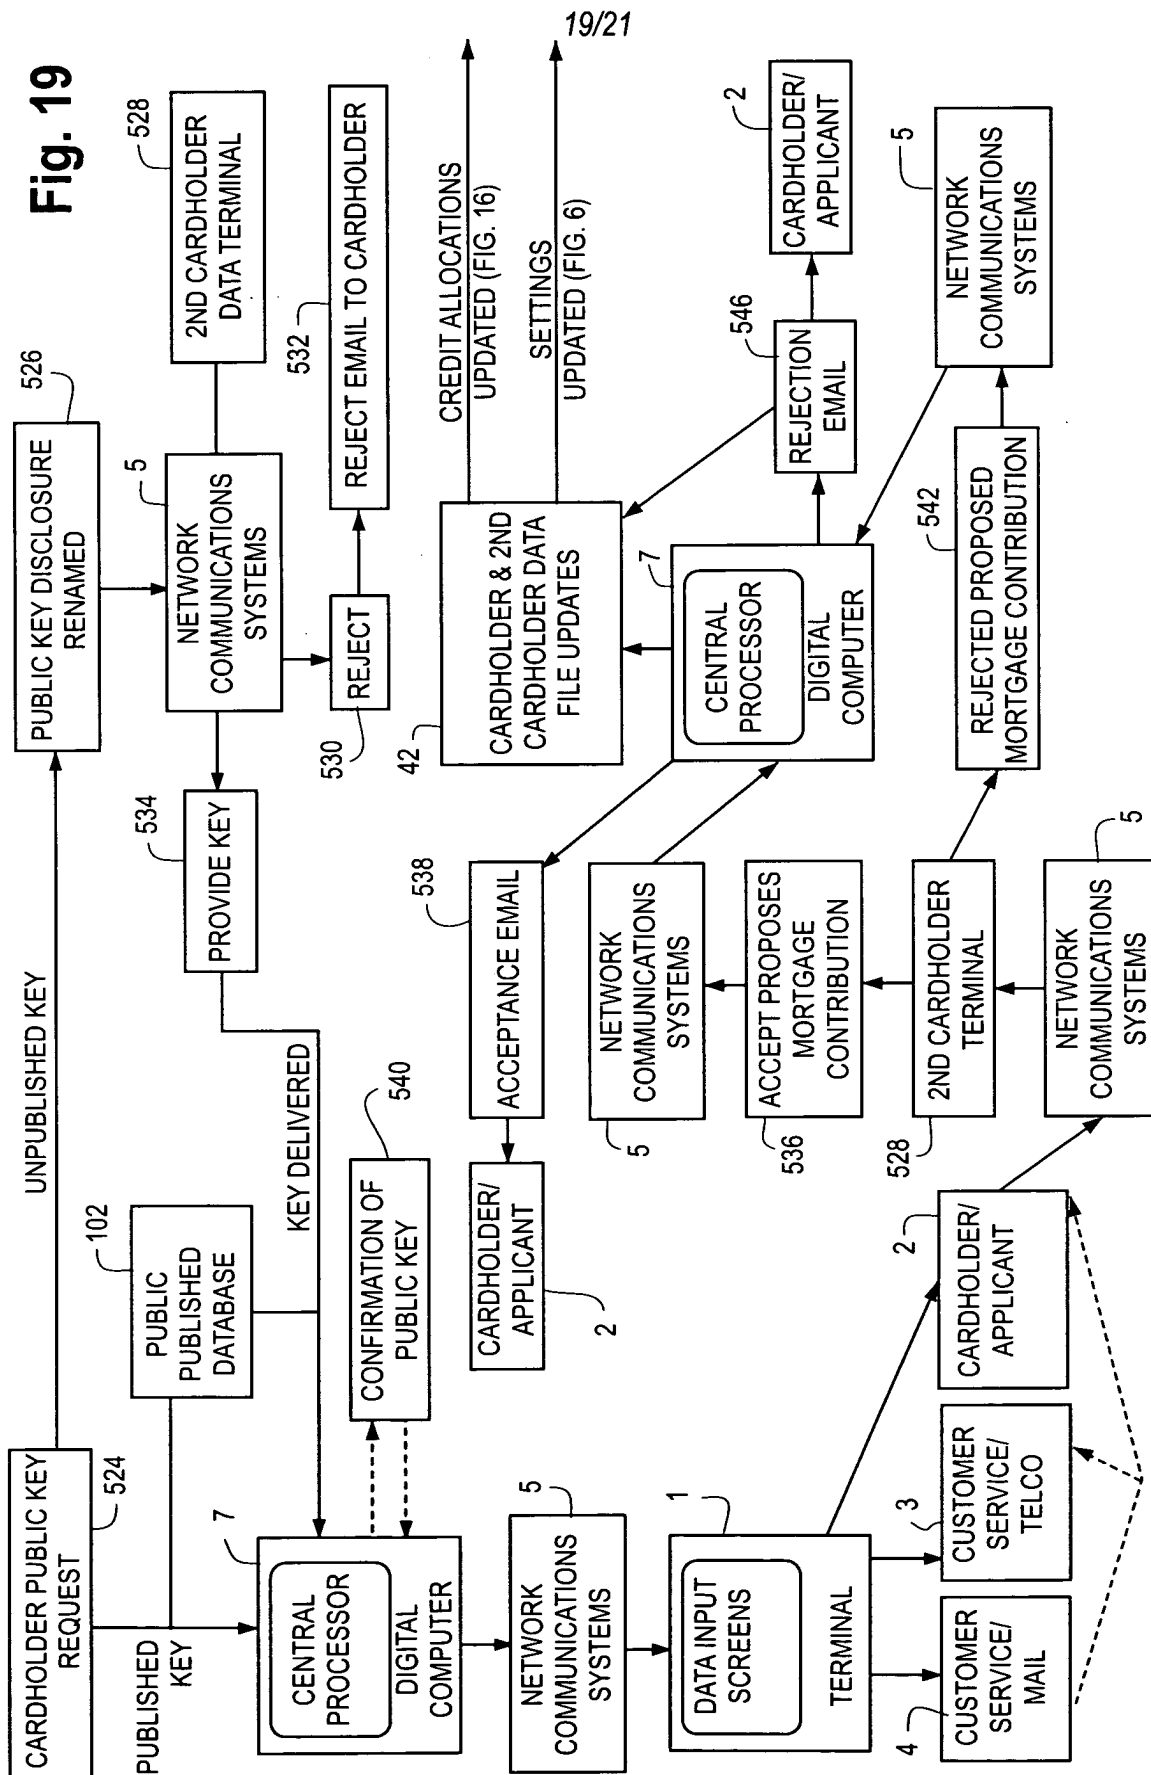 19/21
Fig. 19
CARDHOLDER PUBLIC KEY
REQUEST
524
UNPUBLISHED KEY
PUBLIC KEY DISCLOSURE
RENAMED
526
PUBLISHED
KEY
PUBLIC
PUBLISHED
DATABASE
102
534
PROVIDE KEY
5
NETWORK
COMMUNICATIONS
SYSTEMS
2ND CARDHOLDER
DATA TERMINAL
528
KEY DELIVERED
530
REJECT
REJECT EMAIL TO CARDHOLDER
532
7
CENTRAL
PROCESSOR
DIGITAL
COMPUTER
CONFIRMATION OF
PUBLIC KEY
540
NETWORK
COMMUNICATIONS
SYSTEMS
5
CARDHOLDER/
APPLICANT
2
ACCEPTANCE EMAIL
538
42
CARDHOLDER & 2ND
CARDHOLDER DATA
FILE UPDATES
CREDIT ALLOCATIONS
UPDATED (FIG. 16)
SETTINGS
UPDATED (FIG. 6)
5
NETWORK
COMMUNICATIONS
SYSTEMS
7
CENTRAL
PROCESSOR
DIGITAL
COMPUTER
REJECTION
EMAIL
546
CARDHOLDER/
APPLICANT
2
1
DATA INPUT
SCREENS
TERMINAL
536
ACCEPT PROPOSES
MORTGAGE
CONTRIBUTION
528
2ND CARDHOLDER
TERMINAL
REJECTED PROPOSED
MORTGAGE CONTRIBUTION
542
NETWORK
COMMUNICATIONS
SYSTEMS
5
4
CUSTOMER
SERVICE/
MAIL
3
CUSTOMER
SERVICE/
TELCO
2
CARDHOLDER/
APPLICANT
NETWORK
COMMUNICATIONS
SYSTEMS
5